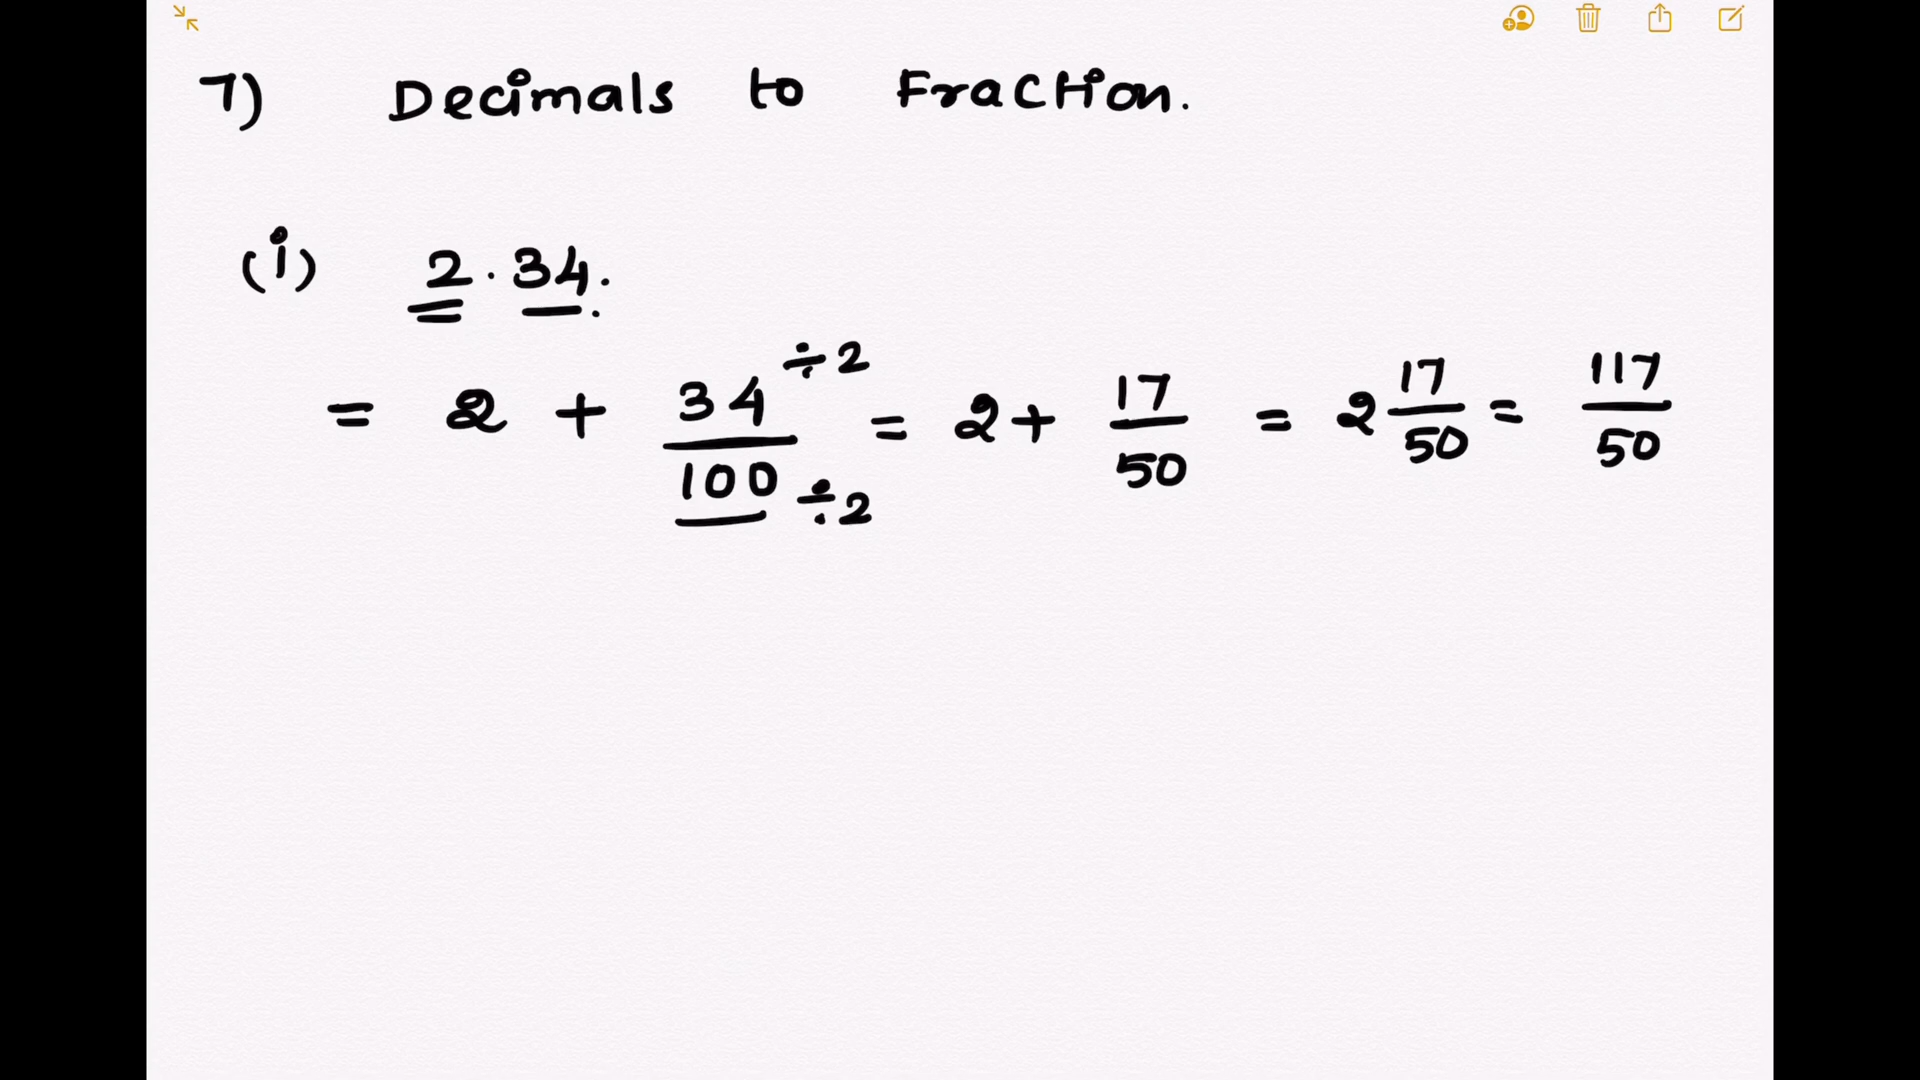 7) Decimals to Fraction.
(i) 2.34.
= 2 + 34 ÷2 / 100 ÷2 = 2 + 17/50 = 2 17/50 = 117/50